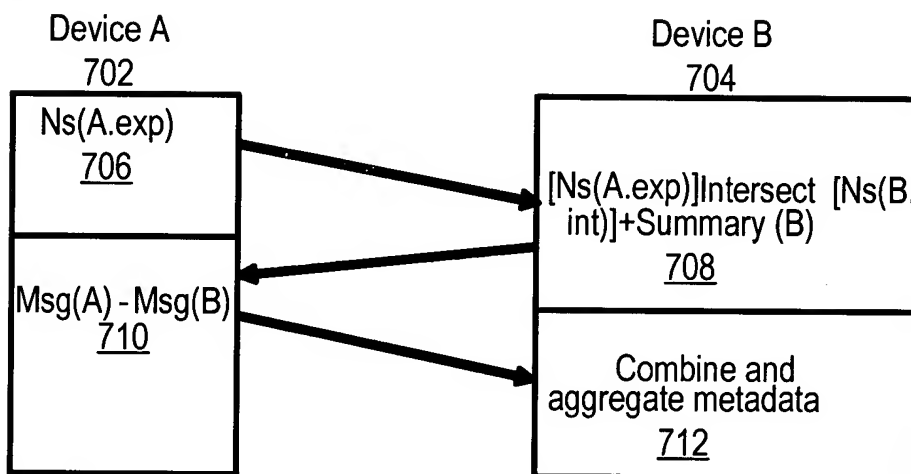 Device A
702
Ns(A.exp)
706
Msg(A) - Msg(B)
710
Device B
704
[Ns(A.exp)]Intersect [Ns(B.
int)]+Summary (B)
708
Combine and
aggregate metadata
712